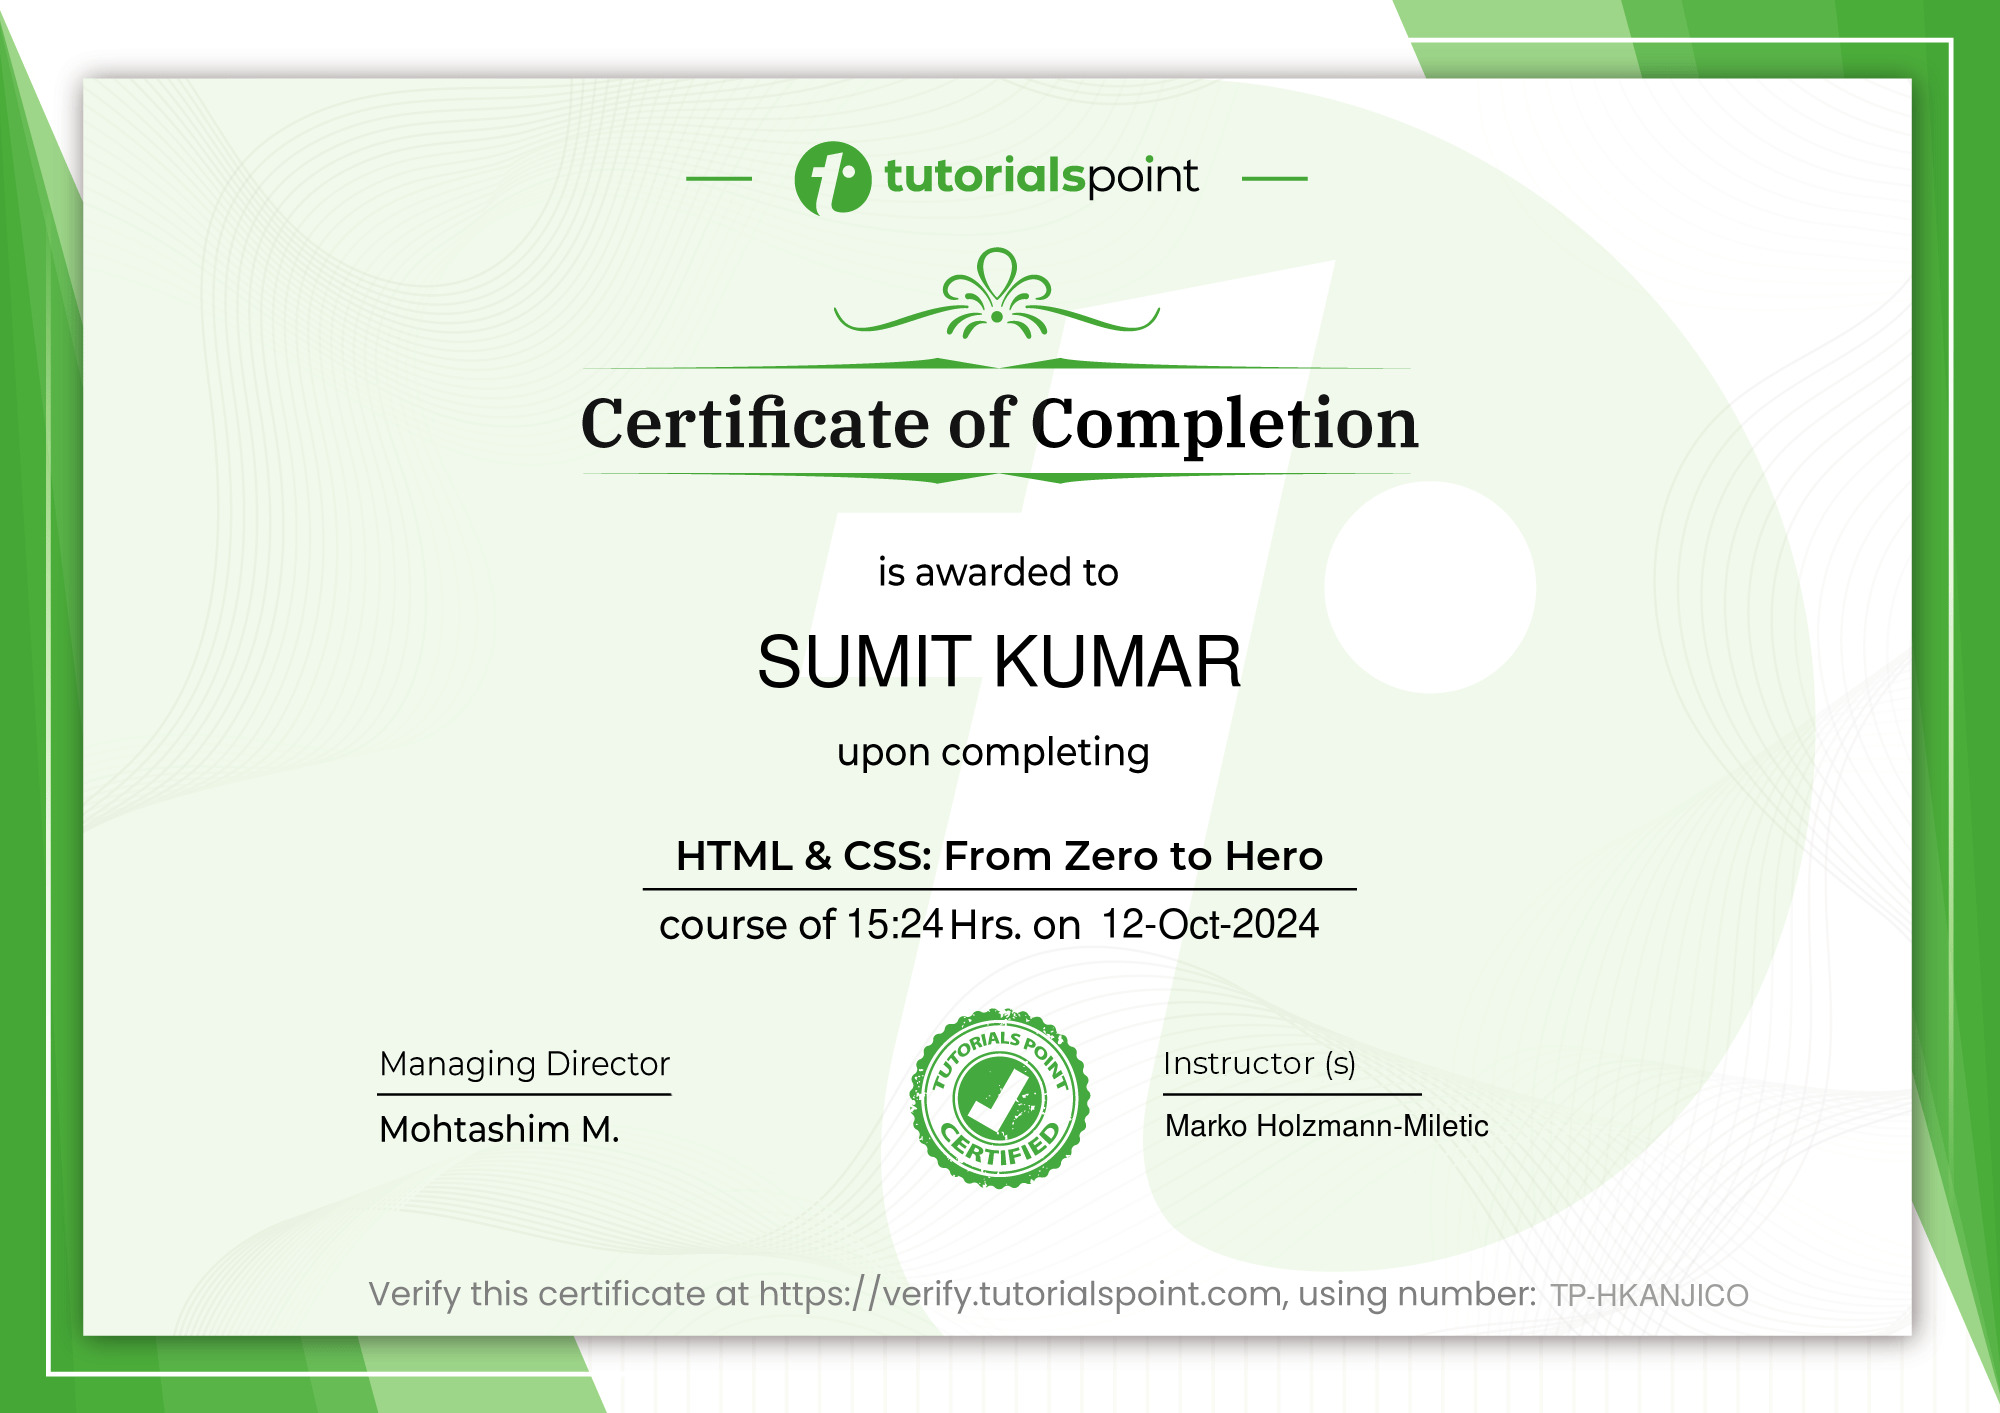 tutorialspoint
Certificate of Completion
is awarded to
SUMIT KUMAR
upon completing
HTML & CSS: From Zero to Hero
course of 15:24 Hrs. on 12-Oct-2024
Managing Director
Mohtashim M.
TUTORIALS POINT
CERTIFIED
Instructor (s)
Marko Holzmann-Miletic
Verify this certificate at https://verify.tutorialspoint.com, using number: TP-HKANJICO